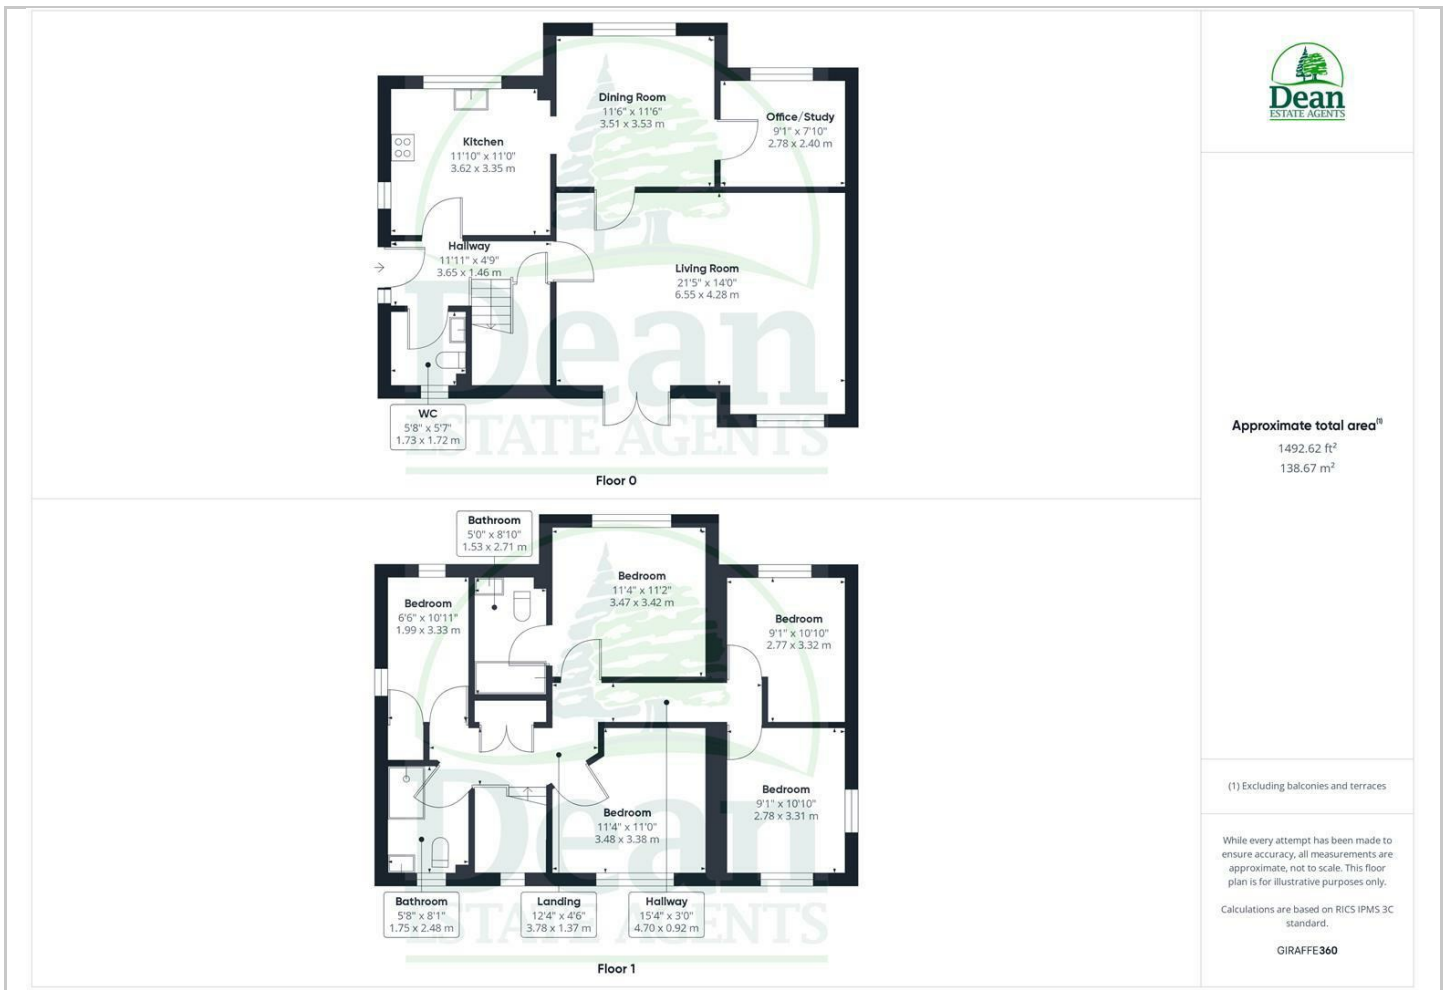 Dining Room
11'6" x 11'6"
3.51 x 3.53 m
Office/Study
9'1" x 7'10"
2.78 x 2.40 m
Kitchen
11'10" x 11'0"
3.62 x 3.35 m
Hallway
11'11" x 4'9"
3.65 x 1.46 m
Living Room
21'5" x 14'0"
6.55 x 4.28 m
WC
5'8" x 5'7"
1.73 x 1.72 m
Dean
ESTATE AGENTS
Floor 0
Bathroom
5'0" x 8'10"
1.53 x 2.71 m
Bedroom
11'4" x 11'2"
3.47 x 3.42 m
Bedroom
6'6" x 10'11"
1.99 x 3.33 m
Bedroom
9'1" x 10'10"
2.77 x 3.32 m
Bedroom
9'1" x 10'10"
2.78 x 3.31 m
Bedroom
11'4" x 11'0"
3.48 x 3.38 m
Bathroom
5'8" x 8'1"
1.75 x 2.48 m
Landing
12'4" x 4'6"
3.78 x 1.37 m
Hallway
15'4" x 3'0"
4.70 x 0.92 m
Dean
ESTATE AGENTS
Floor 1
Dean
ESTATE AGENTS
Approximate total area(1)
1492.62 ft²
138.67 m²
(1) Excluding balconies and terraces
While every attempt has been made to
ensure accuracy, all measurements are
approximate, not to scale. This floor
plan is for illustrative purposes only.
Calculations are based on RICS IPMS 3C
standard.
GIRAFFE360